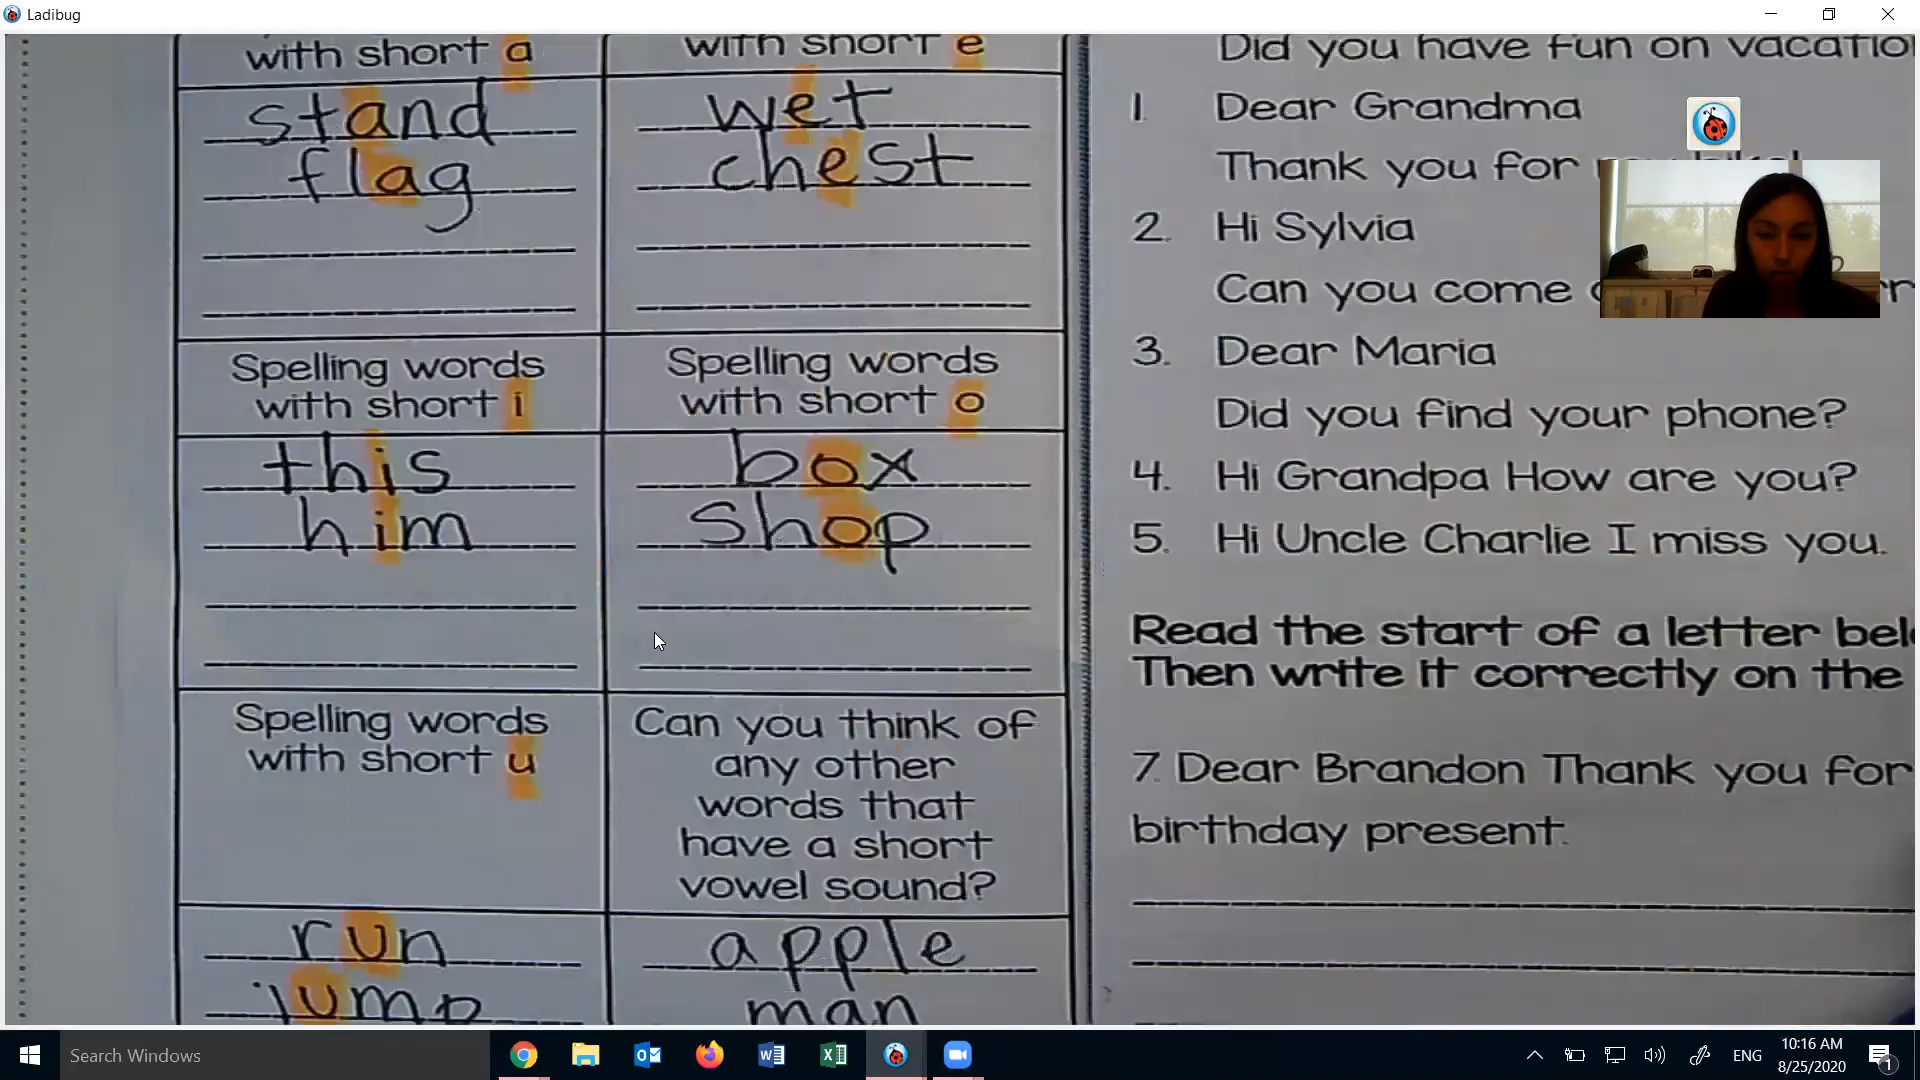 Ladibug
with short a
with short e
stand
flag
wet
chest
Spelling words
with short i
Spelling words
with short o
this
him
box
shop
Spelling words
with short u
Can you think of
any other
words that
have a short
vowel sound?
run
jump
apple
man
Did you have fun on
1. Dear Grandma
Thank you for
2. Hi Sylvia
Can you come
3. Dear Maria
Did you find your phone?
4. Hi Grandpa How are you?
5. Hi Uncle Charlie I miss you.
Read the start of a letter
Then write it correctly on the
7. Dear Brandon Thank you for
birthday present.
Search Windows
ENG
10:16 AM
8/25/2020
1